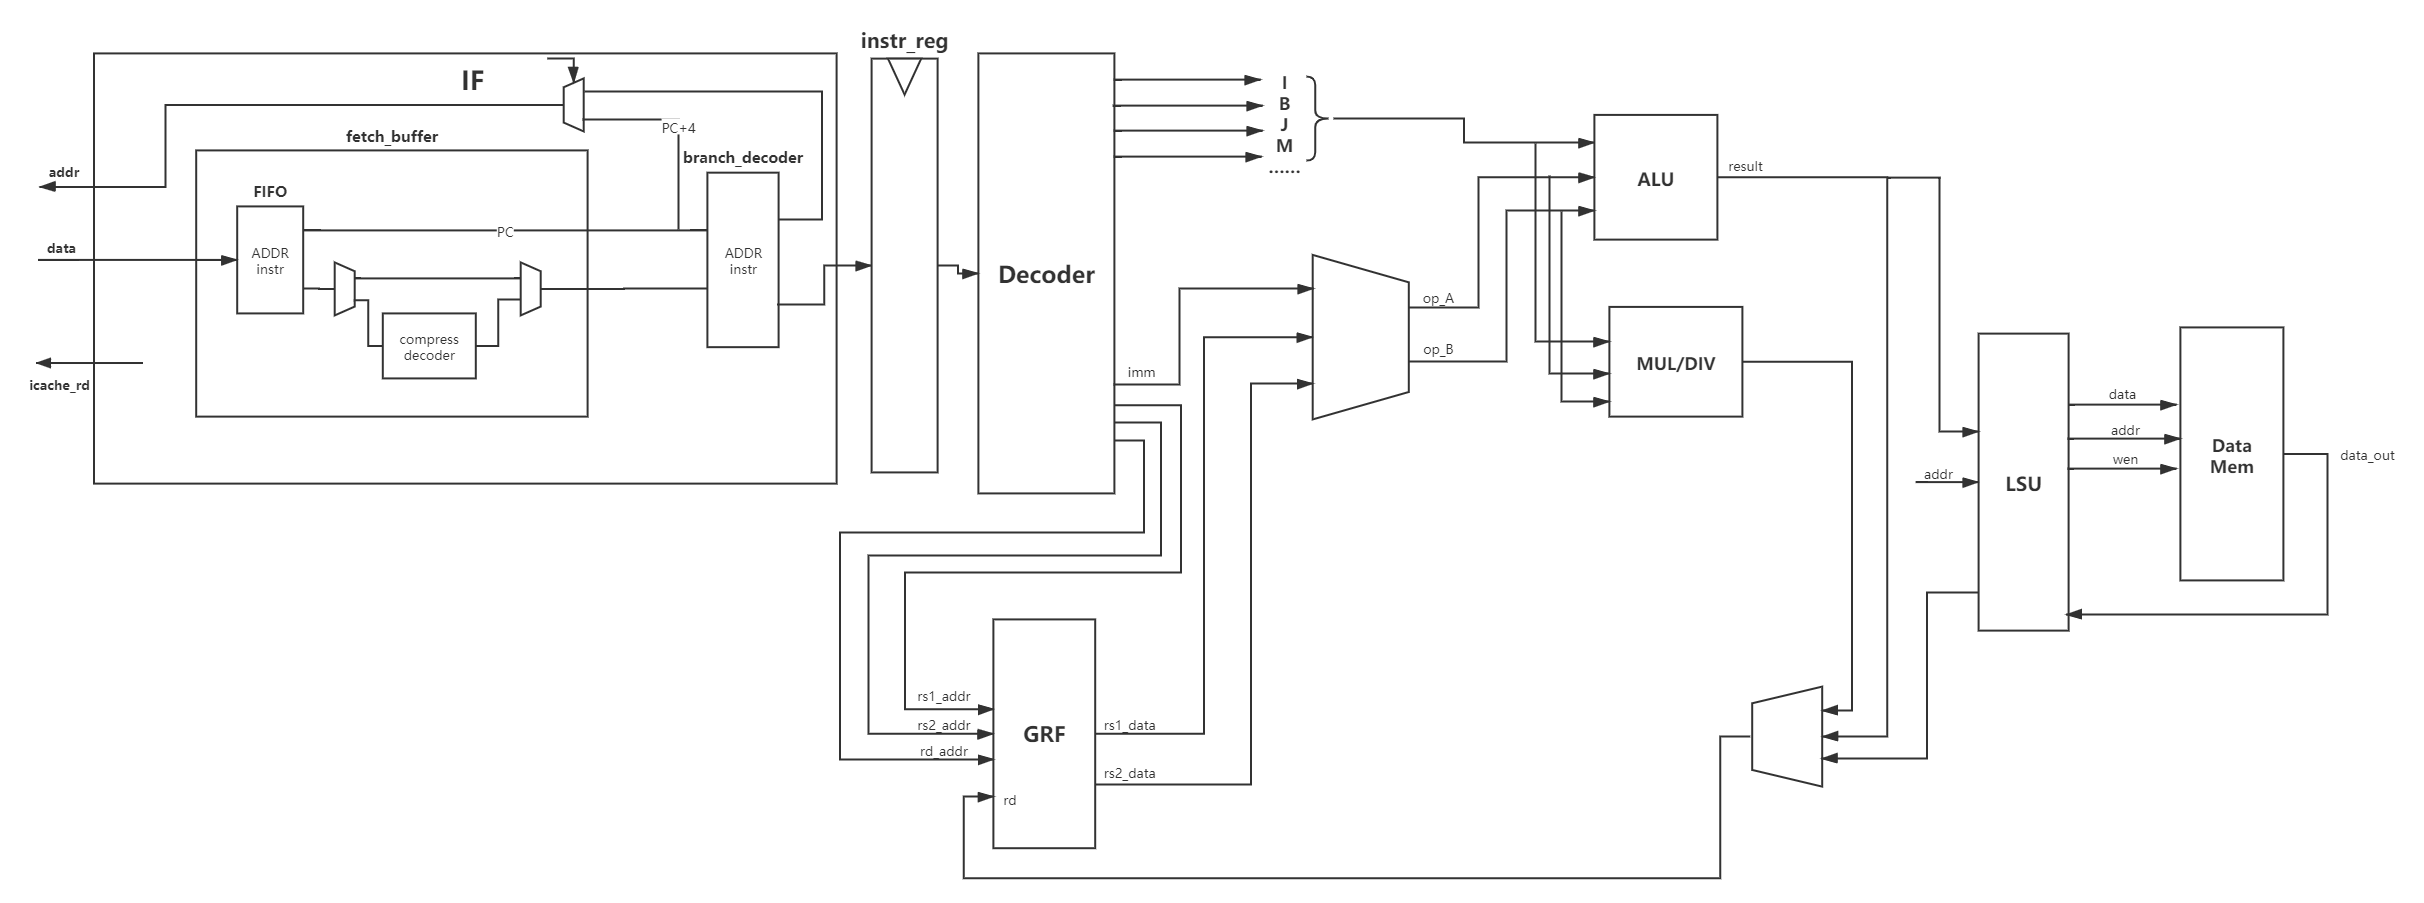 instr_reg
IF
fetch_buffer
PC+4
branch_decoder
addr
FIFO
data
PC
ADDR
instr
ADDR
instr
compress
decoder
icache_rd
Decoder
I
B
J
M
......
imm
op_A
op_B
ALU
result
MUL/DIV
addr
LSU
data
addr
wen
Data
Mem
data_out
rs1_addr
rs2_addr
rd_addr
rd
GRF
rs1_data
rs2_data